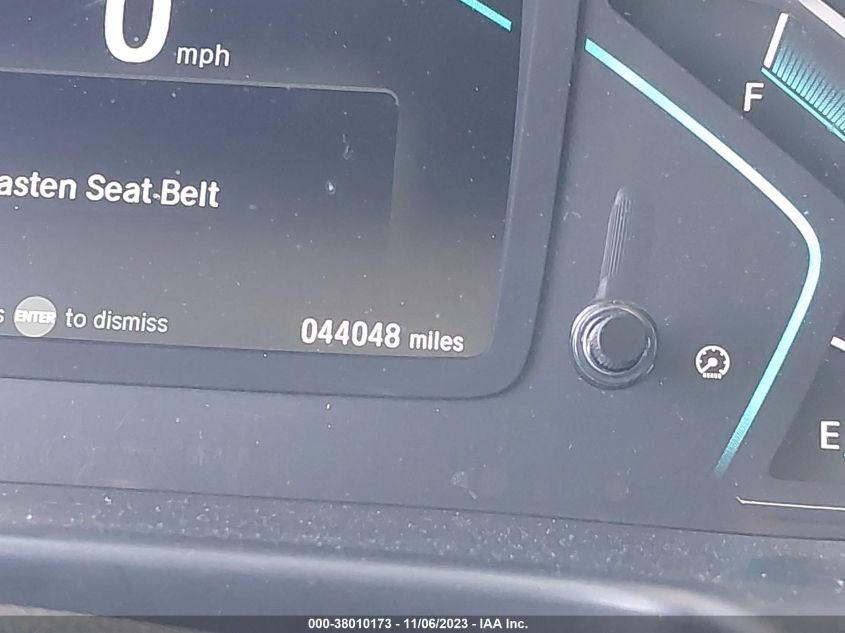 0 mph
F
asten Seat Belt
s ENTER to dismiss
044048 miles
E
000-38010173 - 11/06/2023 - IAA Inc.